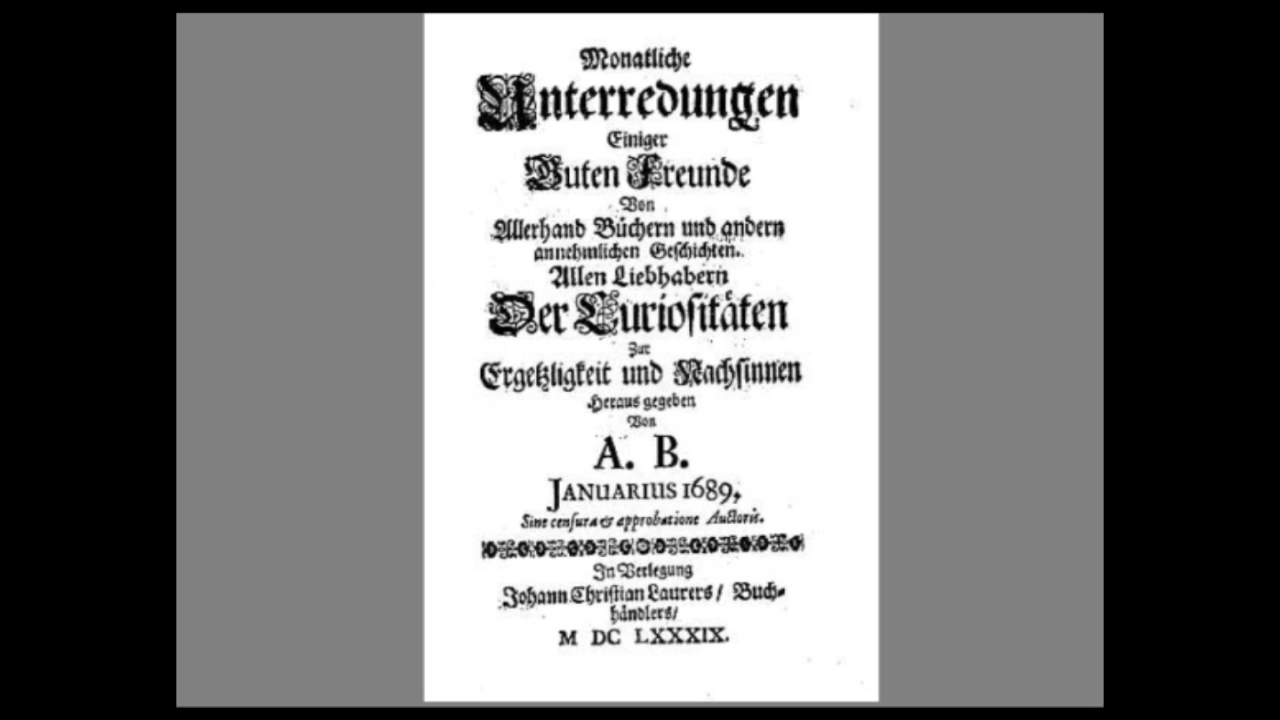 Monatliche
Unterredungen
Einiger
Guten Freunde
Von
Allerhand Büchern und andern
annehmlichen Geschichten.
Allen Liebhabern
Der Curiositäten
Zur
Ergetzligkeit und Nachsinnen
Heraus gegeben
Von
A. B.
JANUARIUS 1689,
Sine censura & approbatione Auctoris.
In Verlegung
Johann Christian Laurers / Buch-
händlers /
M DC LXXXIX.